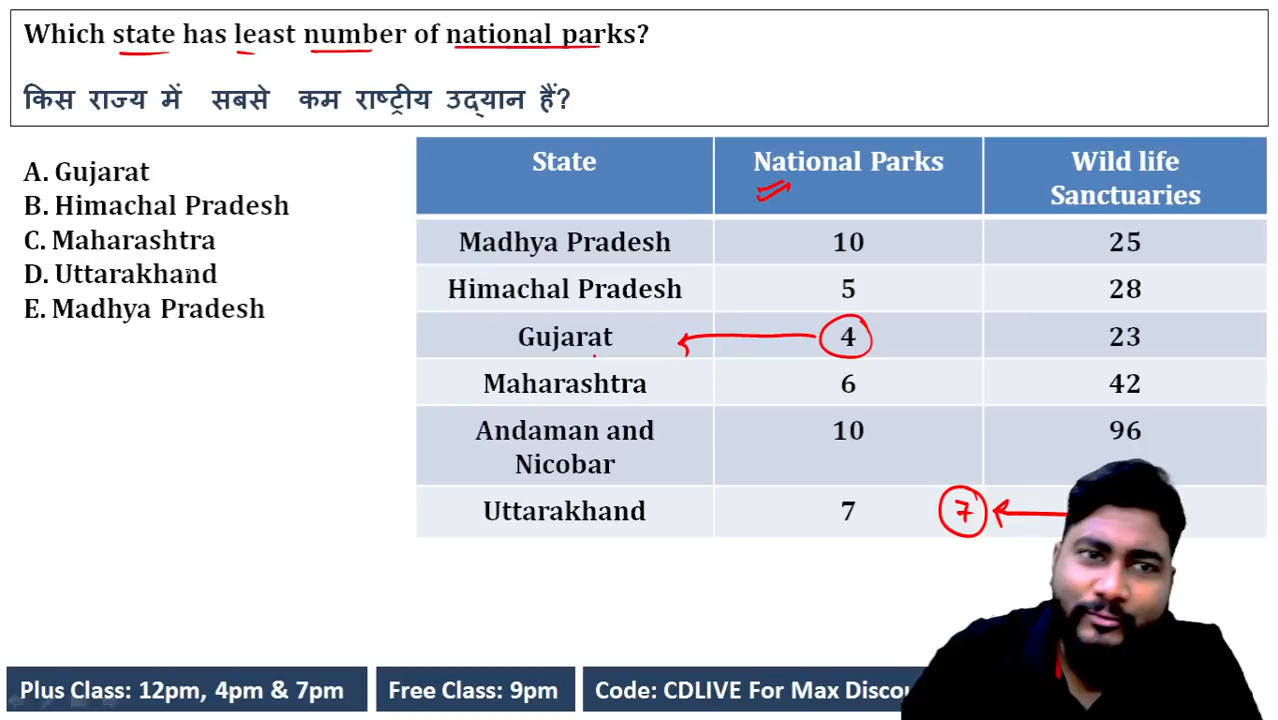 Which state has least number of national parks?
किस राज्य में सबसे कम राष्ट्रीय उद्यान हैं?
A. Gujarat
B. Himachal Pradesh
C. Maharashtra
D. Uttarakhand
E. Madhya Pradesh
State National Parks Wild life
Sanctuaries
Madhya Pradesh 10 25
Himachal Pradesh 5 28
Gujarat 4 23
Maharashtra 6 42
Andaman and 10 96
Nicobar
Uttarakhand 7 7
Plus Class: 12pm, 4pm & 7pm
Free Class: 9pm
Code: CDLIVE For Max